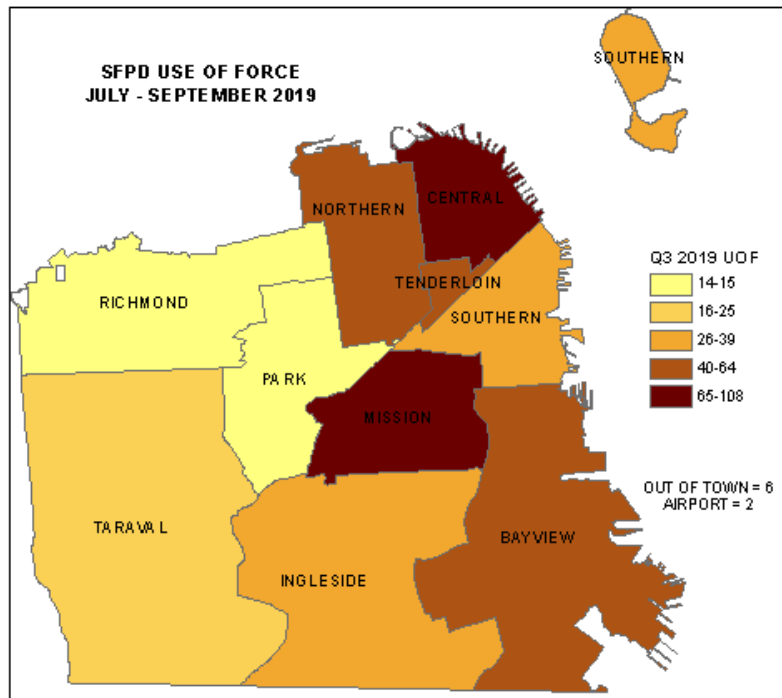 SFPD USE OF FORCE
JULY - SEPTEMBER 2019
SOUTHERN
CENTRAL
NORTHERN
TENDERLOIN
RICHMOND
SOUTHERN
PARK
MISSION
TARAVAL
BAYVIEW
INGLESIDE
Q3 2019 UOF
14-15
16-25
26-39
40-64
65-108
OUT OF TOWN = 6
AIRPORT = 2